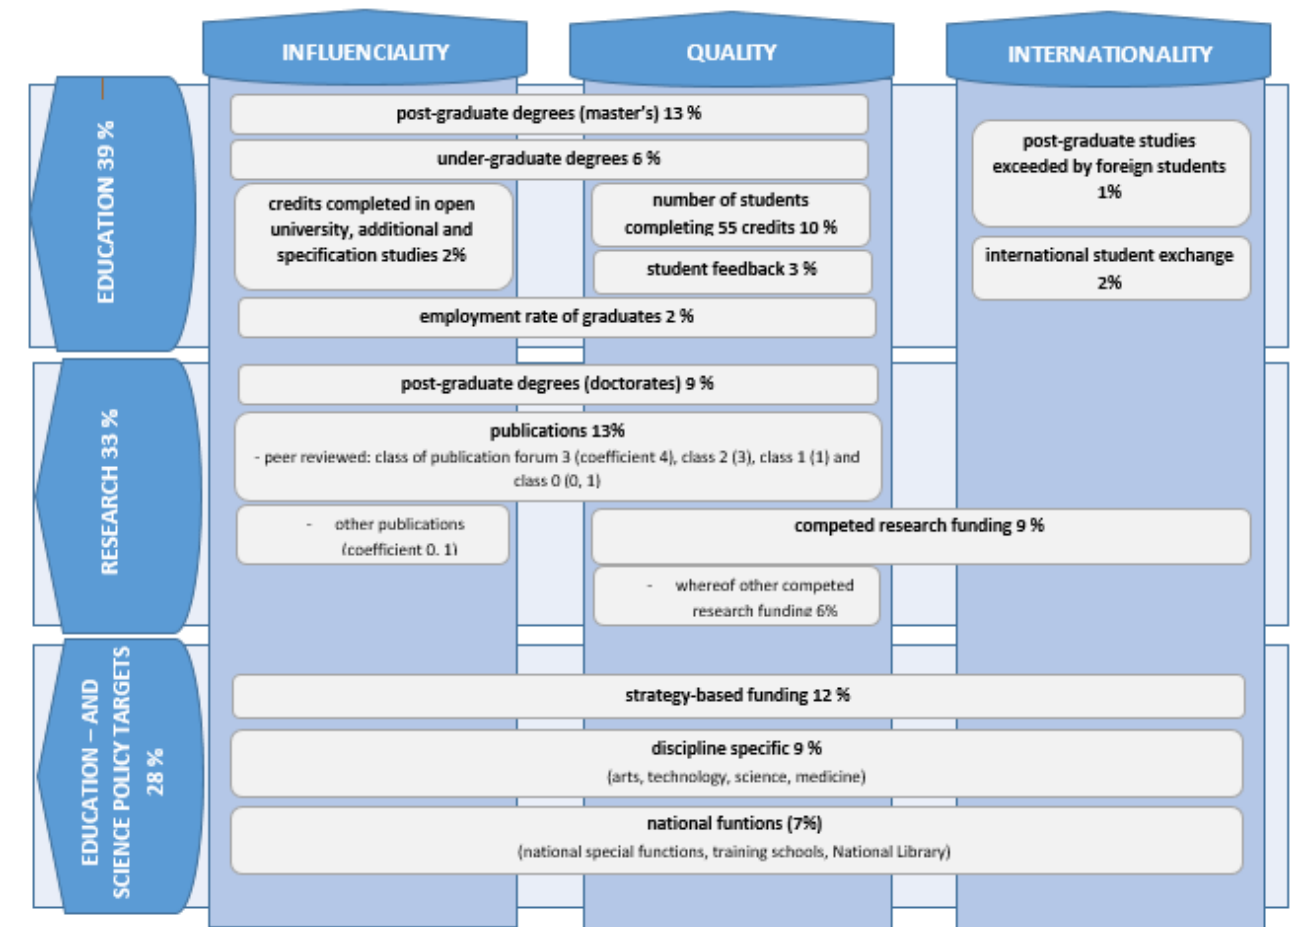 INFLUENCIALITY
QUALITY
INTERNATIONALITY
EDUCATION 39 %
post-graduate degrees (master's) 13 %
under-graduate degrees 6 %
credits completed in open
university, additional and
specification studies 2%
number of students
completing 55 credits 10 %
student feedback 3 %
employment rate of graduates 2 %
post-graduate studies
exceeded by foreign students
1%
international student exchange
2%
RESEARCH 33 %
post-graduate degrees (doctorates) 9 %
publications 13%
- peer reviewed: class of publication forum 3 (coefficient 4), class 2 (3), class 1 (1) and
class 0 (0, 1)
- other publications
(coefficient 0, 1)
competed research funding 9 %
- whereof other competed
research funding 6%
EDUCATION – AND
SCIENCE POLICY TARGETS
28 %
strategy-based funding 12 %
discipline specific 9 %
(arts, technology, science, medicine)
national funtions (7%)
(national special functions, training schools, National Library)